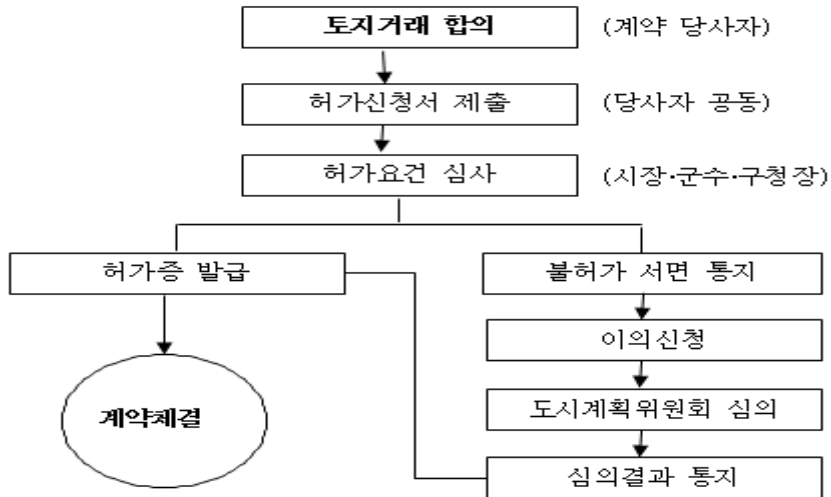 토지거래 합의 (계약 당사자)
허가신청서 제출 (당사자 공동)
허가요건 심사 (시장·군수·구청장)
허가증 발급
불허가 서면 통지
이의신청
계약체결
도시계획위원회 심의
심의결과 통지